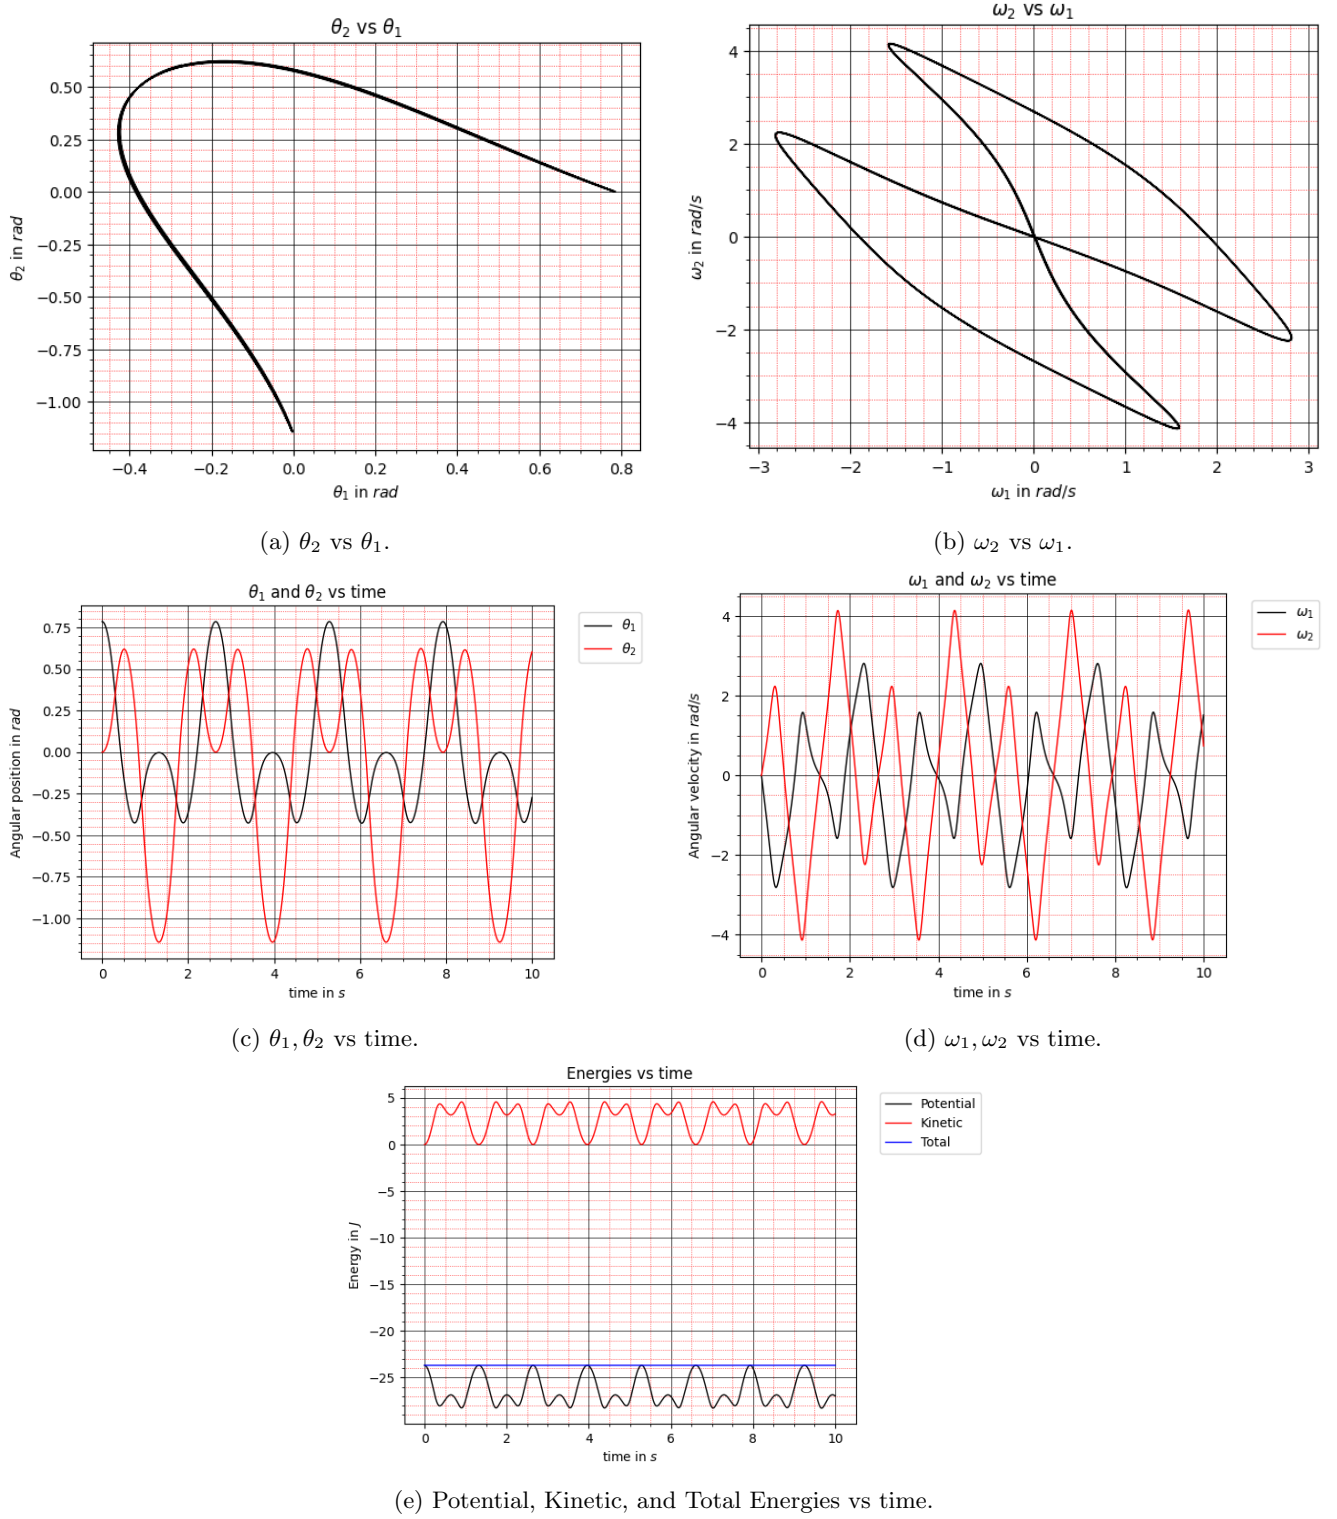 θ₂ vs θ₁
0.50
0.25
0.00
−0.25
−0.50
−0.75
−1.00
θ₂ in rad
−0.4 −0.2 0.0 0.2 0.4 0.6 0.8
θ₁ in rad
(a) θ₂ vs θ₁.
ω₂ vs ω₁
4
2
0
−2
−4
ω₂ in rad/s
−3 −2 −1 0 1 2 3
ω₁ in rad/s
(b) ω₂ vs ω₁.
θ₁ and θ₂ vs time
0.75
0.50
0.25
0.00
−0.25
−0.50
−0.75
−1.00
Angular position in rad
0 2 4 6 8 10
time in s
θ₁
θ₂
(c) θ₁, θ₂ vs time.
ω₁ and ω₂ vs time
4
2
0
−2
−4
Angular velocity in rad/s
0 2 4 6 8 10
time in s
ω₁
ω₂
(d) ω₁, ω₂ vs time.
Energies vs time
5
0
−5
−10
−15
−20
−25
Energy in J
0 2 4 6 8 10
time in s
Potential
Kinetic
Total
(e) Potential, Kinetic, and Total Energies vs time.